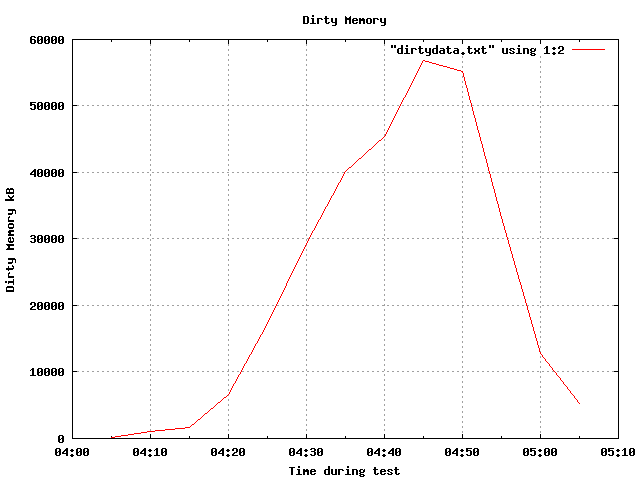 Dirty Memory
"dirtydata.txt" using 1:2
60000
50000
40000
30000
20000
10000
0
Dirty Memory kB
04:00 04:10 04:20 04:30 04:40 04:50 05:00 05:10
Time during test